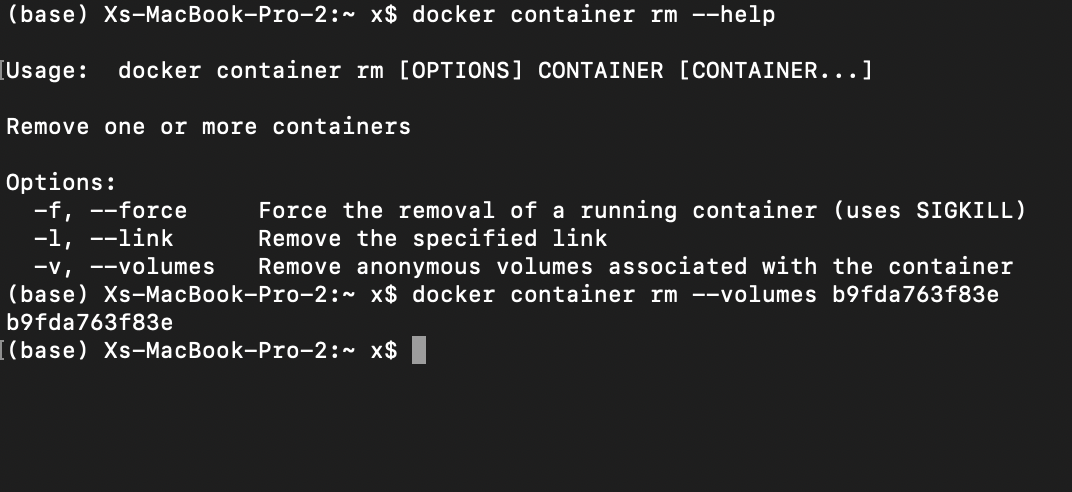 (base) Xs-MacBook-Pro-2:~ x$ docker container rm --help
Usage:  docker container rm [OPTIONS] CONTAINER [CONTAINER...]
Remove one or more containers
Options:
  -f, --force     Force the removal of a running container (uses SIGKILL)
  -l, --link      Remove the specified link
  -v, --volumes   Remove anonymous volumes associated with the container
(base) Xs-MacBook-Pro-2:~ x$ docker container rm --volumes b9fda763f83e
b9fda763f83e
(base) Xs-MacBook-Pro-2:~ x$